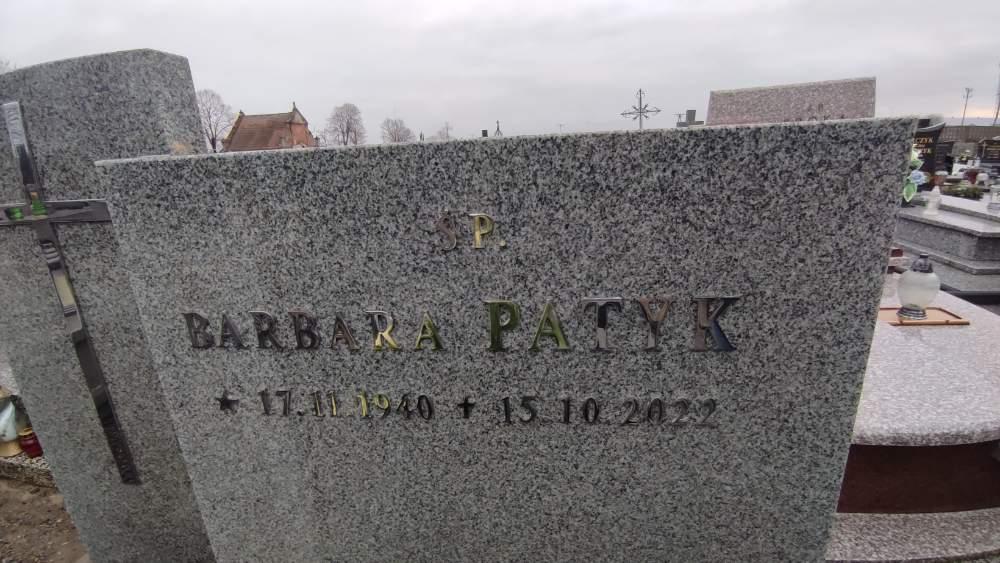 ŚP.
BARBARA PATYK
★ 17.11.1940 ✝ 15.10.2022